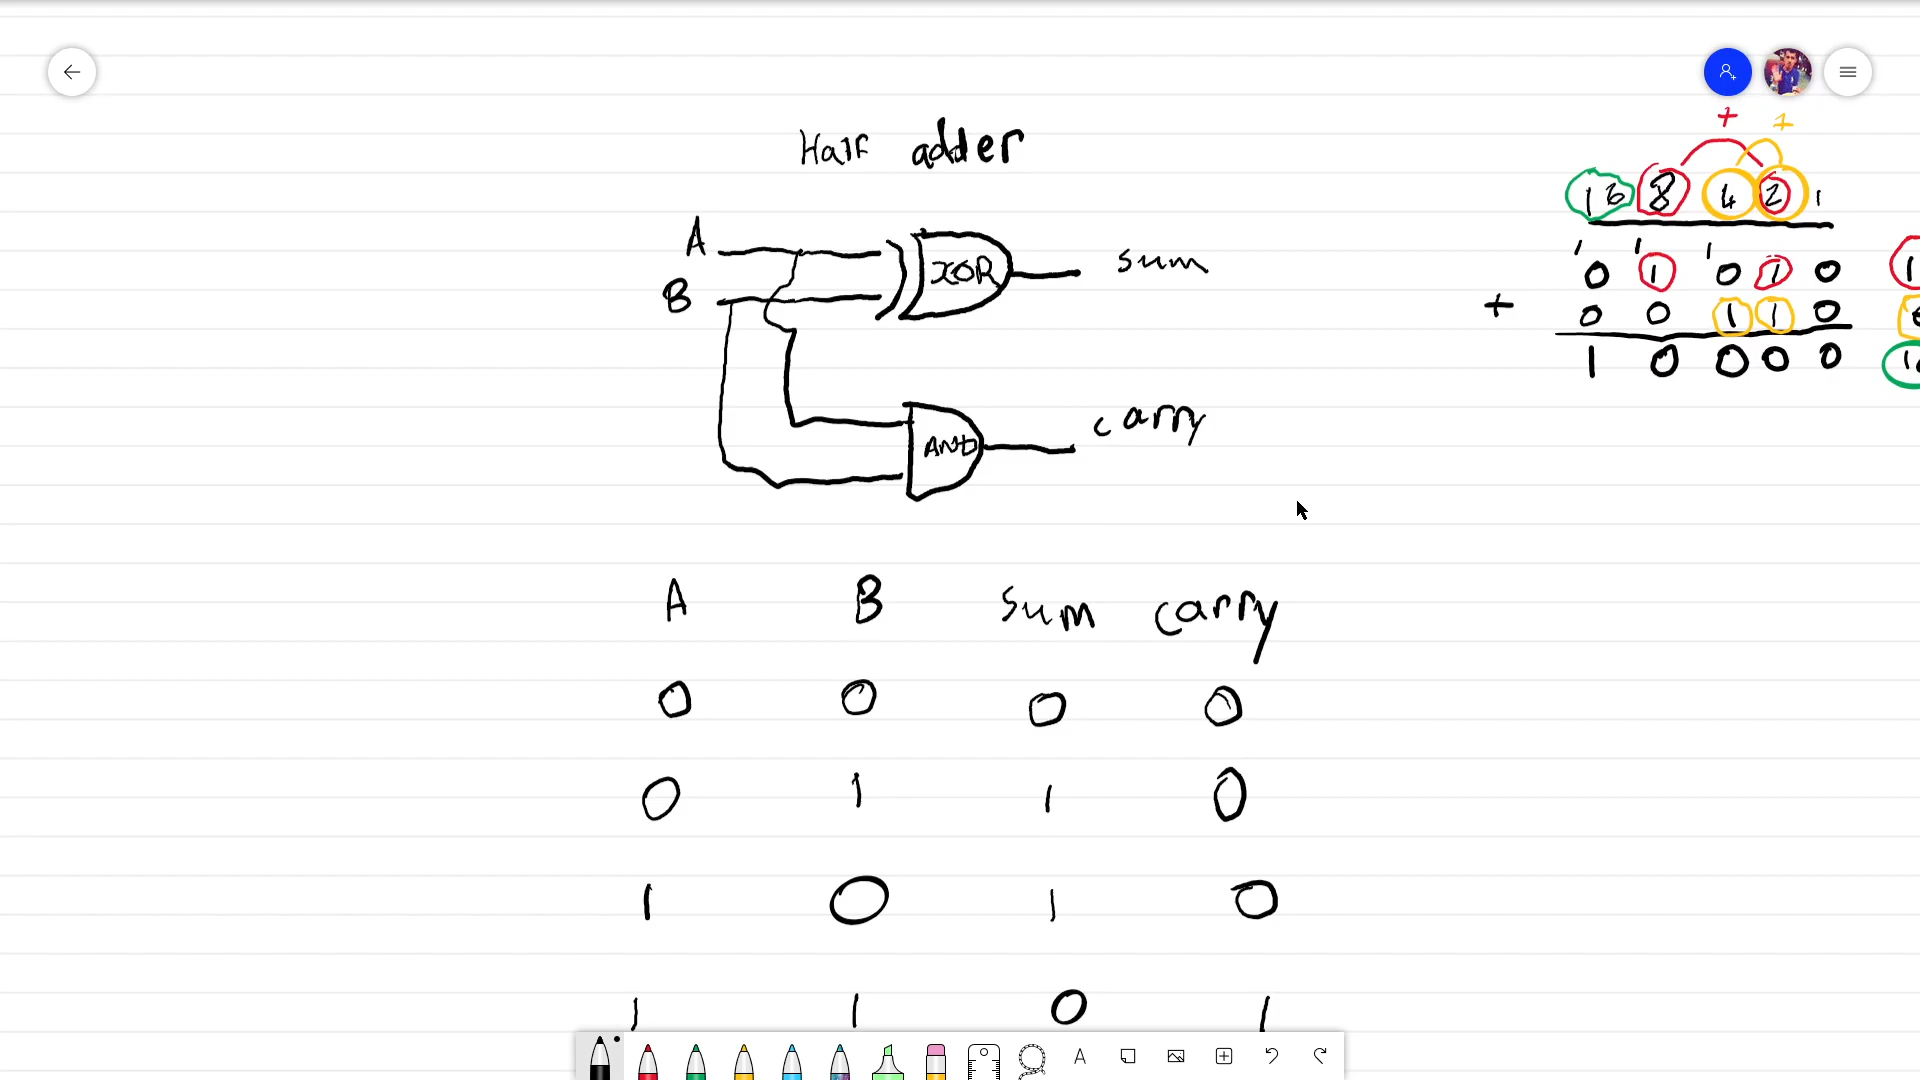 Half adder
A
XOR
sum
B
AND
carry
A B sum carry
0 0 0 0
0 1 1 0
1 0 1 0
1 1 0 1
+ +
16 8 4 2 1
1 1 1
0 1 0 1 0
+ 0 0 1 1 0
1 0 0 0 0
A